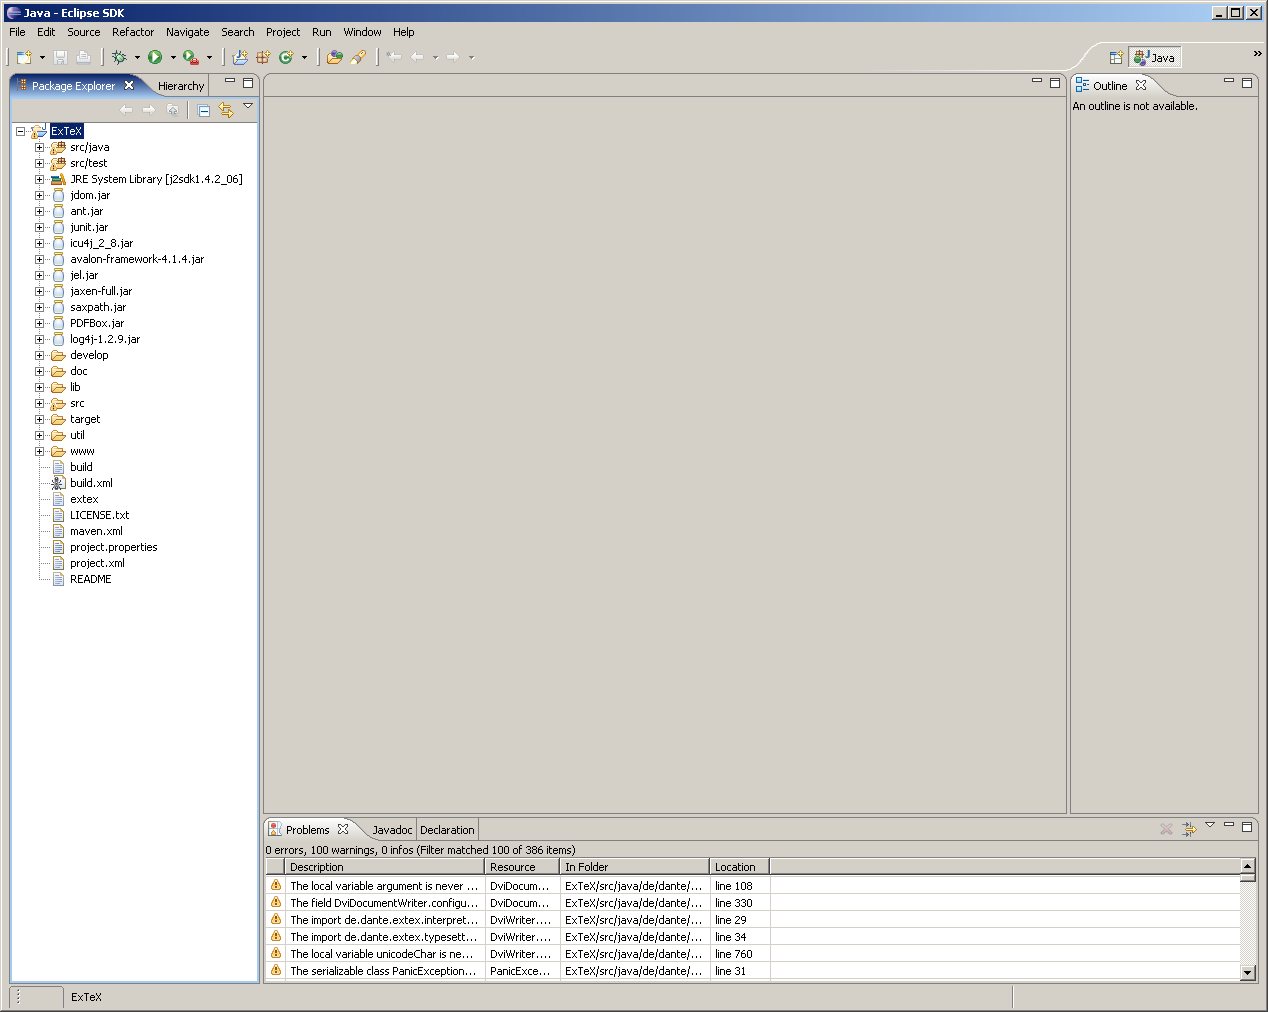 Java - Eclipse SDK
File Edit Source Refactor Navigate Search Project Run Window Help
Java
Package Explorer Hierarchy
Outline
An outline is not available.
ExTeX
src/java
src/test
JRE System Library [j2sdk1.4.2_06]
jdom.jar
ant.jar
junit.jar
icu4j_2_8.jar
avalon-framework-4.1.4.jar
jel.jar
jaxen-full.jar
saxpath.jar
PDFBox.jar
log4j-1.2.9.jar
develop
doc
lib
src
target
util
www
build
build.xml
extex
LICENSE.txt
maven.xml
project.properties
project.xml
README
Problems Javadoc Declaration
0 errors, 100 warnings, 0 infos (Filter matched 100 of 386 items)
Description Resource In Folder Location
The local variable argument is never ... DviDocum... ExTeX/src/java/de/dante/... line 108
The field DviDocumentWriter.configu... DviDocum... ExTeX/src/java/de/dante/... line 330
The import de.dante.extex.interpret... DviWriter.... ExTeX/src/java/de/dante/... line 29
The import de.dante.extex.typesett... DviWriter.... ExTeX/src/java/de/dante/... line 34
The local variable unicodeChar is ne... DviWriter.... ExTeX/src/java/de/dante/... line 760
The serializable class PanicException... PanicExce... ExTeX/src/java/de/dante/... line 31
ExTeX